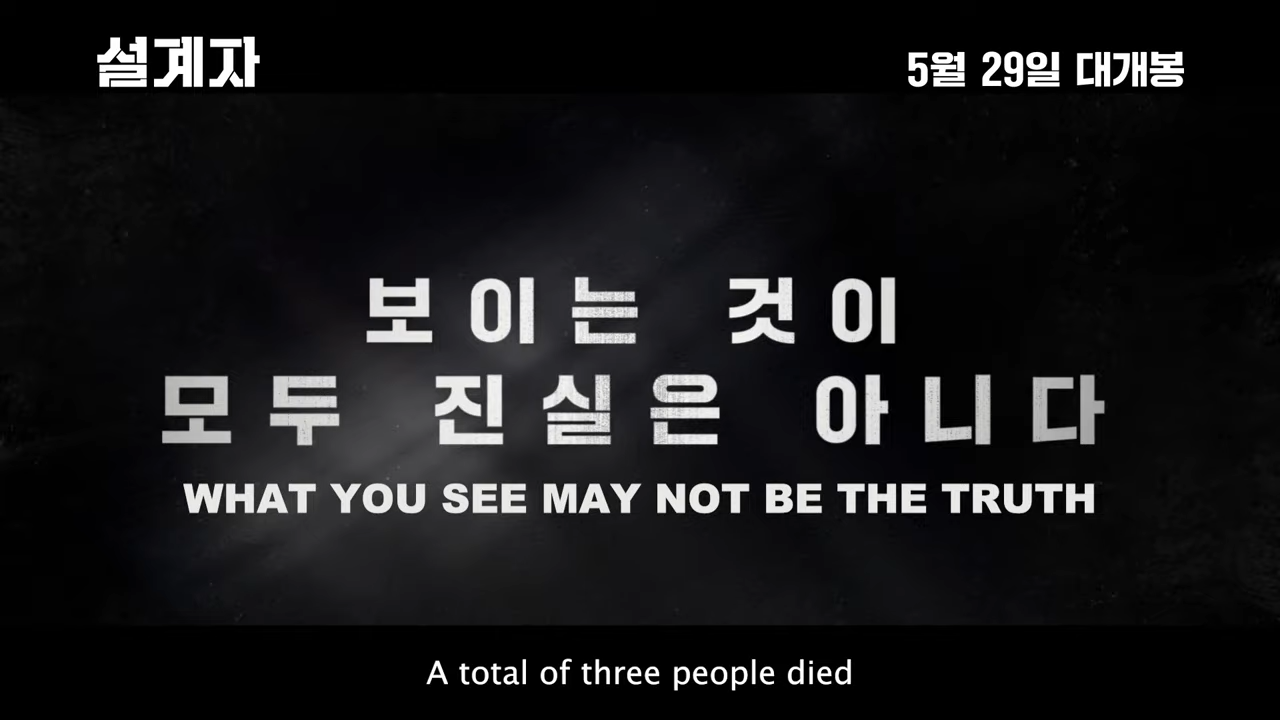 설계자
5월 29일 대개봉
보이는 것이
모두 진실은 아니다
WHAT YOU SEE MAY NOT BE THE TRUTH
A total of three people died